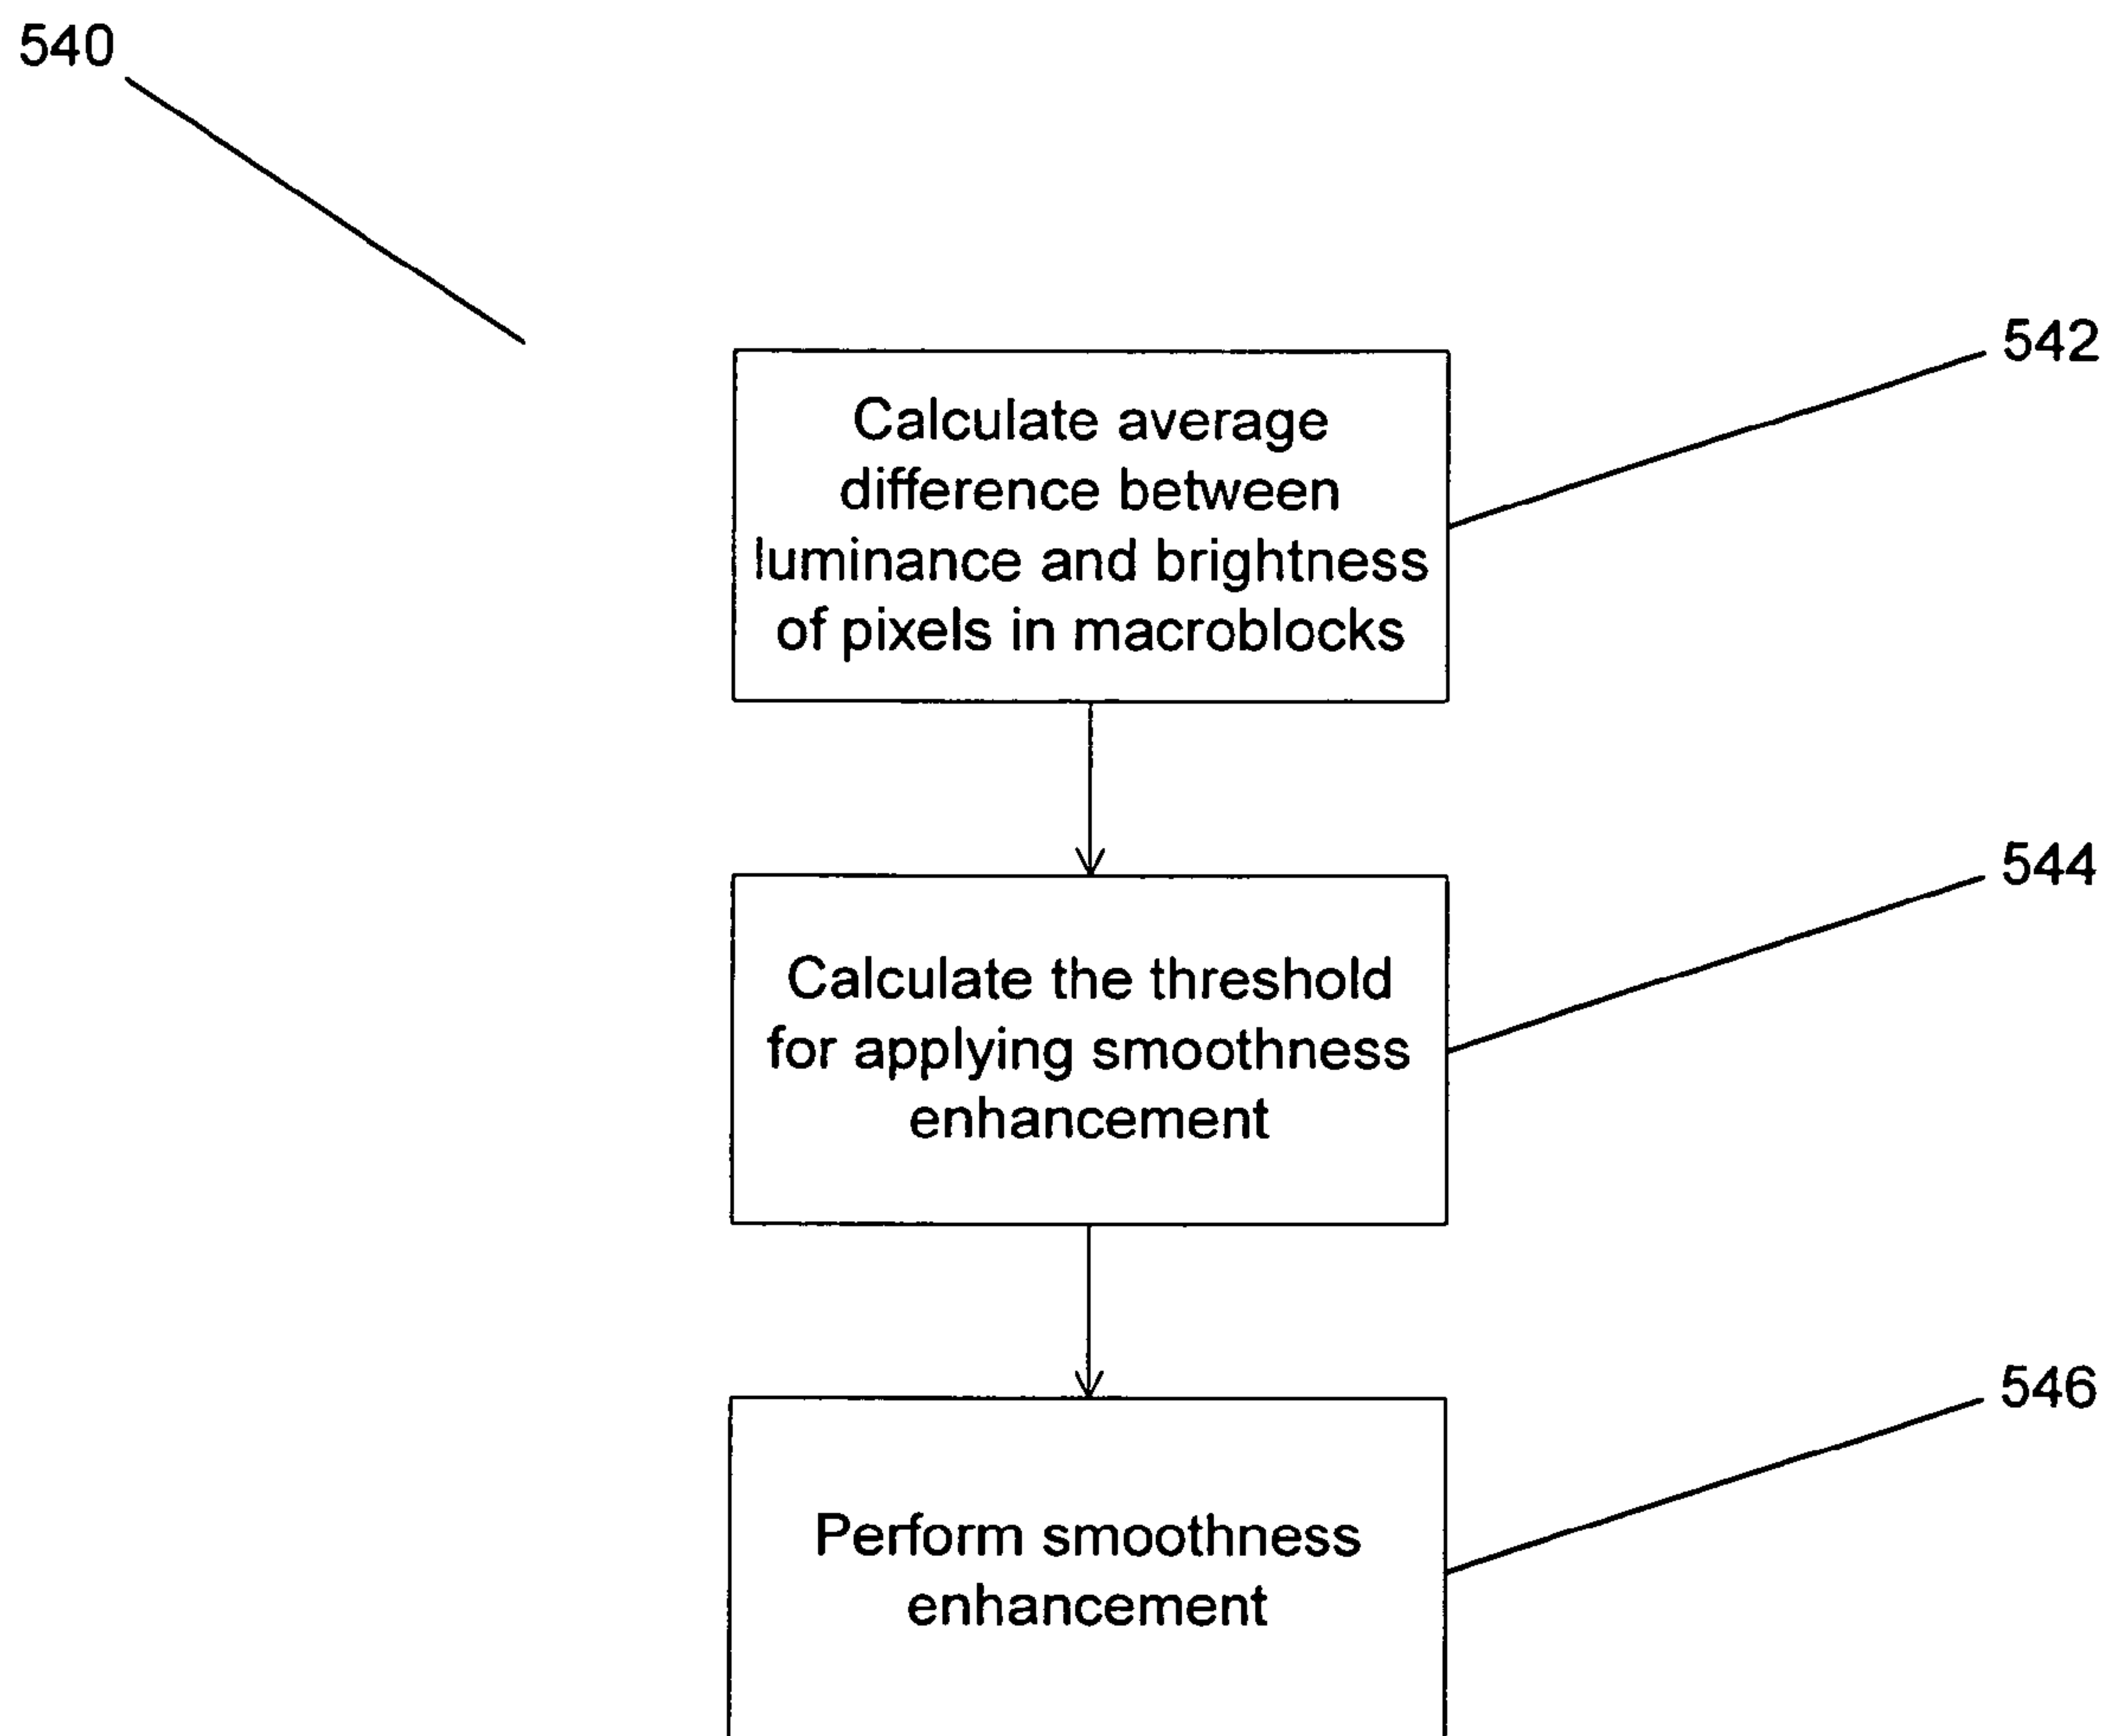 540
542
Calculate average
difference between
luminance and brightness
of pixels in macroblocks
544
Calculate the threshold
for applying smoothness
enhancement
546
Perform smoothness
enhancement